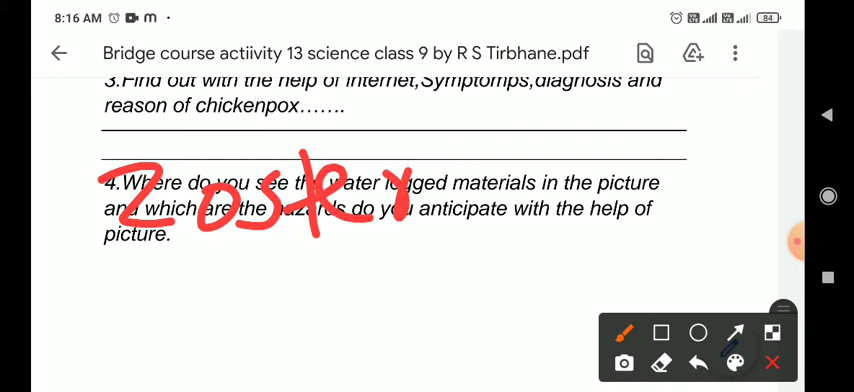 8:16 AM m 84
Bridge course actiivity 13 science class 9 by R S Tirbhane.pdf
3.Find out with the help of internet,Symptomps,diagnosis and
reason of chickenpox…….
Zoster
4.Where do you see the water logged materials in the picture
and which are the hazards do you anticipate with the help of
picture.